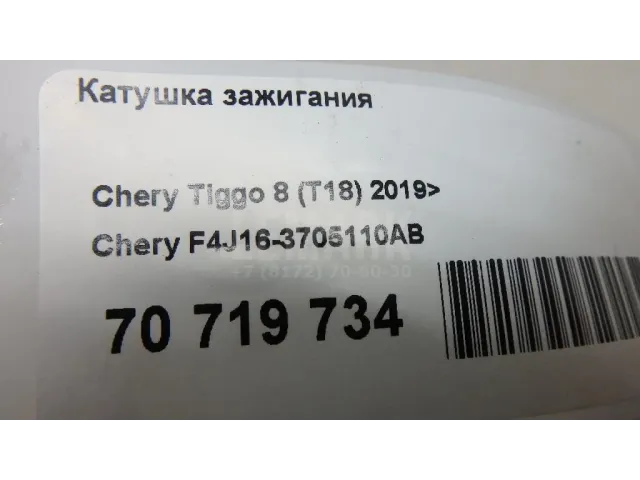 Катушка зажигания
Chery Tiggo 8 (T18) 2019>
Chery F4J16-3705110AB
70 719 734